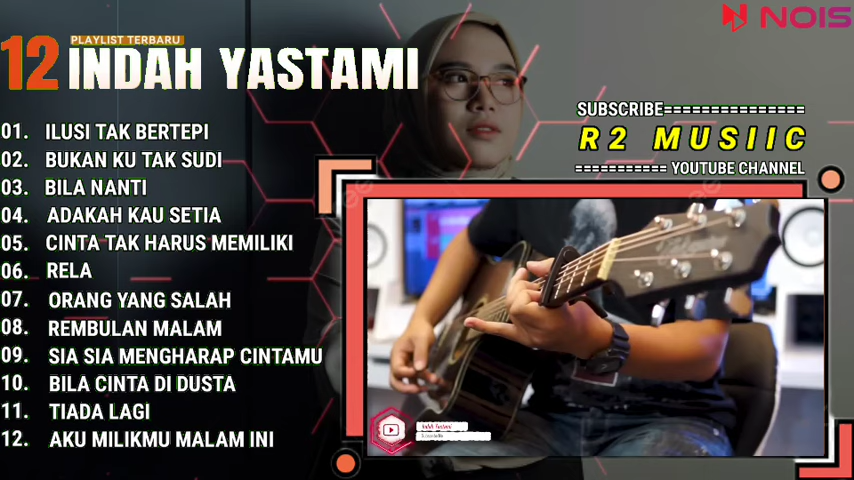 NOIS
PLAYLIST TERBARU
12 INDAH YASTAMI
SUBSCRIBE===============
R2 MUSIIC
=========== YOUTUBE CHANNEL
01. ILUSI TAK BERTEPI
02. BUKAN KU TAK SUDI
03. BILA NANTI
04. ADAKAH KAU SETIA
05. CINTA TAK HARUS MEMILIKI
06. RELA
07. ORANG YANG SALAH
08. REMBULAN MALAM
09. SIA SIA MENGHARAP CINTAMU
10. BILA CINTA DI DUSTA
11. TIADA LAGI
12. AKU MILIKMU MALAM INI